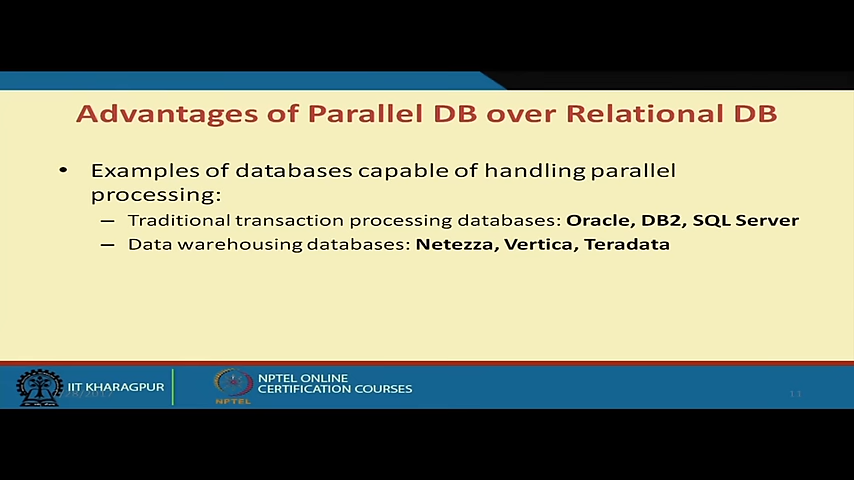 Advantages of Parallel DB over Relational DB
• Examples of databases capable of handling parallel
processing:
– Traditional transaction processing databases: Oracle, DB2, SQL Server
– Data warehousing databases: Netezza, Vertica, Teradata
IIT KHARAGPUR
NPTEL
NPTEL ONLINE
CERTIFICATION COURSES
11